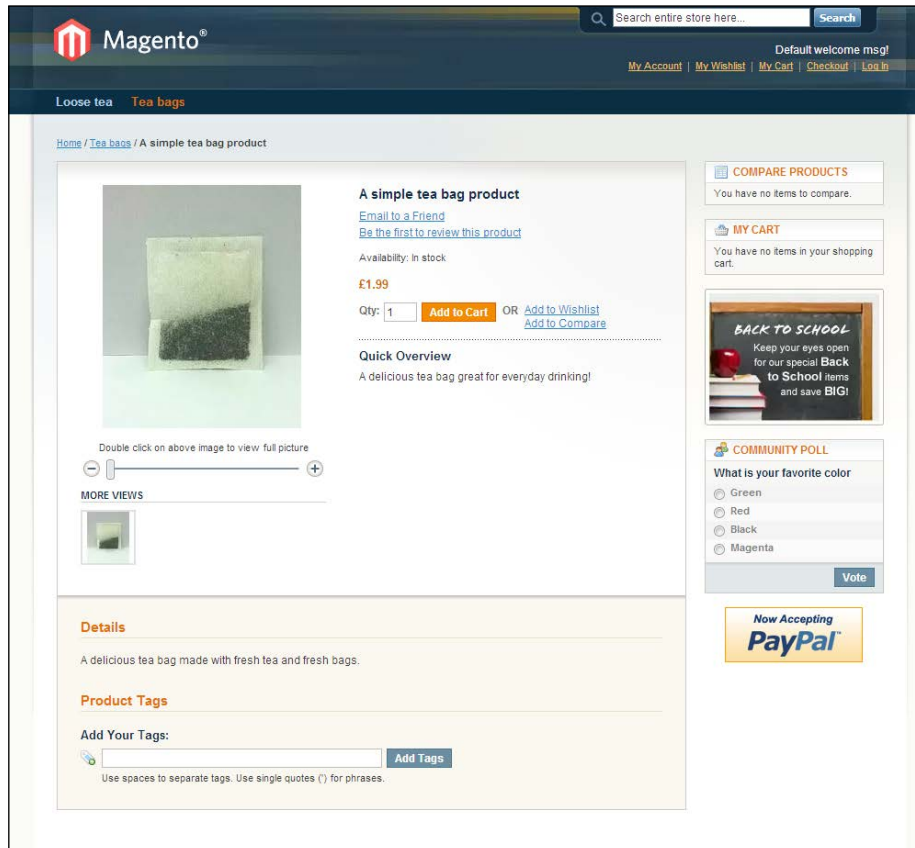 Search entire store here...
Search
Magento®
Default welcome msg!
My Account | My Wishlist | My Cart | Checkout | Log In
Loose tea Tea bags
Home / Tea bags / A simple tea bag product
A simple tea bag product
Email to a Friend
Be the first to review this product
Availability: In stock
£1.99
Qty: 1 Add to Cart OR Add to Wishlist
Add to Compare
Quick Overview
A delicious tea bag great for everyday drinking!
Double click on above image to view full picture
MORE VIEWS
Details
A delicious tea bag made with fresh tea and fresh bags.
Product Tags
Add Your Tags:
Add Tags
Use spaces to separate tags. Use single quotes (') for phrases.
COMPARE PRODUCTS
You have no items to compare.
MY CART
You have no items in your shopping
cart.
BACK TO SCHOOL
Keep your eyes open
for our special Back
to School items
and save BIG!
COMMUNITY POLL
What is your favorite color
Green
Red
Black
Magenta
Vote
Now Accepting
PayPal™